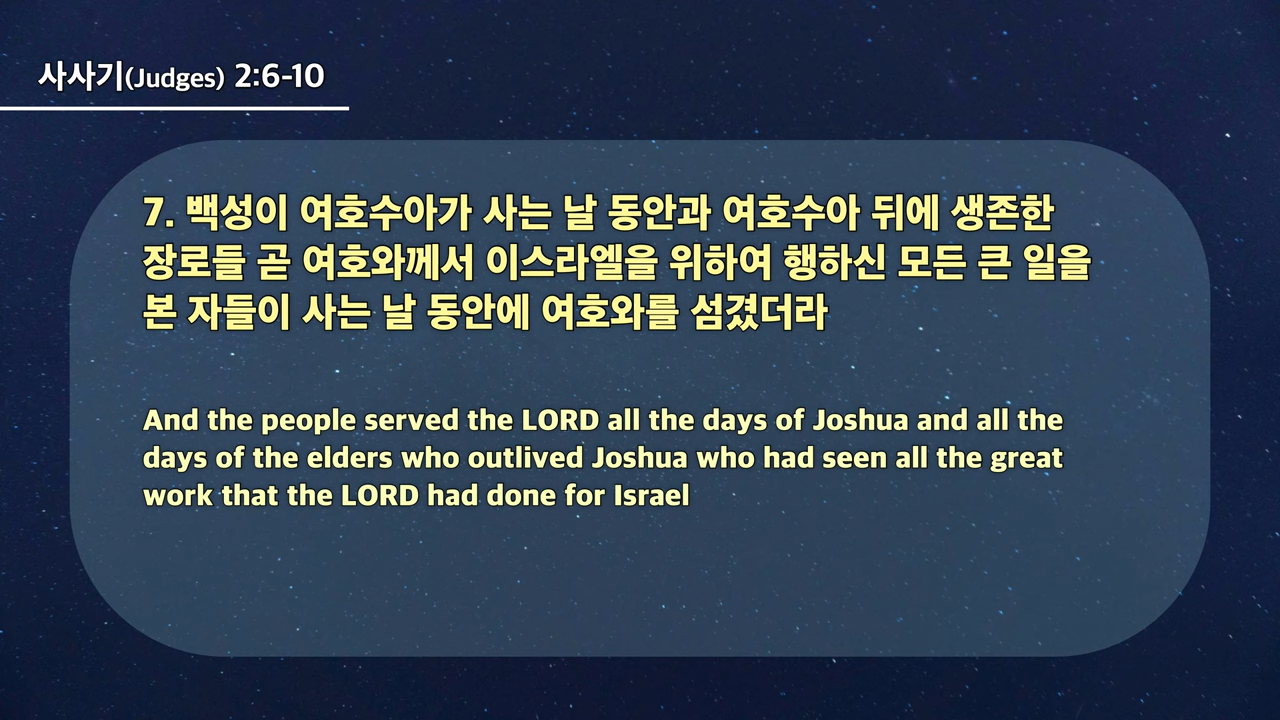 사사기(Judges) 2:6-10
7. 백성이 여호수아가 사는 날 동안과 여호수아 뒤에 생존한
장로들 곧 여호와께서 이스라엘을 위하여 행하신 모든 큰 일을
본 자들이 사는 날 동안에 여호와를 섬겼더라
And the people served the LORD all the days of Joshua and all the
days of the elders who outlived Joshua who had seen all the great
work that the LORD had done for Israel